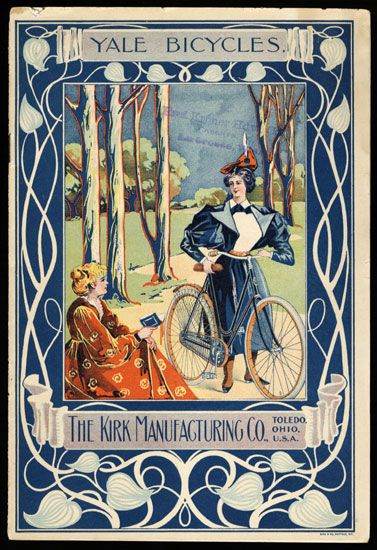 YALE BICYCLES.
THE KIRK MANUFACTURING CO., TOLEDO,
OHIO,
U.S.A.